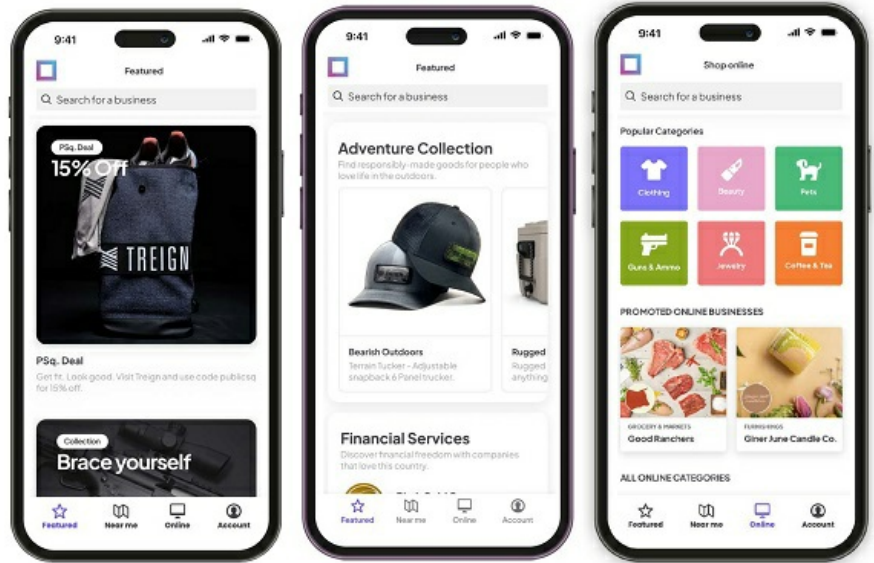 9:41
Featured
Search for a business
PSq. Deal
15% Off
TREIGN
PSq. Deal
Get fit. Look good. Visit Treign and use code publicsq
for 15% off.
Collection
Brace yourself
Featured
Near me
Online
Account
9:41
Featured
Search for a business
Adventure Collection
Find responsibly-made goods for people who
love life in the outdoors.
Bearish Outdoors
Terrain Tucker - Adjustable
snapback 6 Panel trucker.
Rugged
Rugged
anything
Financial Services
Discover financial freedom with companies
that love this country.
Featured
Near me
Online
Account
9:41
Shop online
Search for a business
Popular Categories
Clothing
Beauty
Pets
Guns & Ammo
Jewelry
Coffee & Tea
PROMOTED ONLINE BUSINESSES
GROCERY & MARKETS
Good Ranchers
FURNISHINGS
Giner June Candle Co.
ALL ONLINE CATEGORIES
Featured
Near me
Online
Account